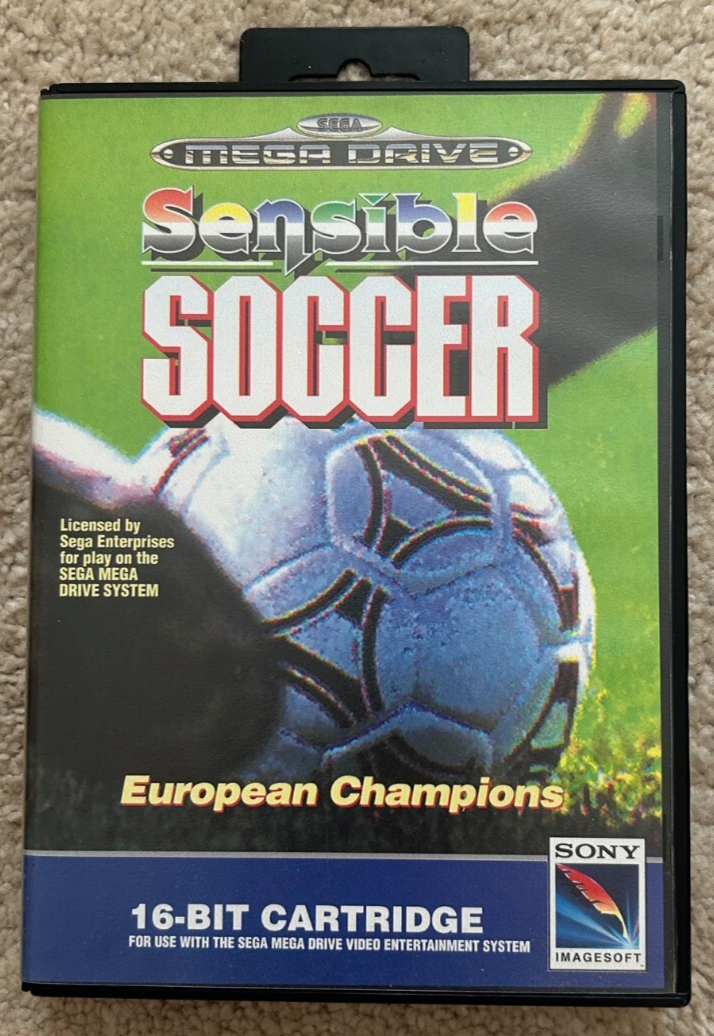 SEGA
MEGA DRIVE
Sensible
SOCCER
Licensed by
Sega Enterprises
for play on the
SEGA MEGA
DRIVE SYSTEM
European Champions
SONY
16-BIT CARTRIDGE
FOR USE WITH THE SEGA MEGA DRIVE VIDEO ENTERTAINMENT SYSTEM
IMAGESOFT